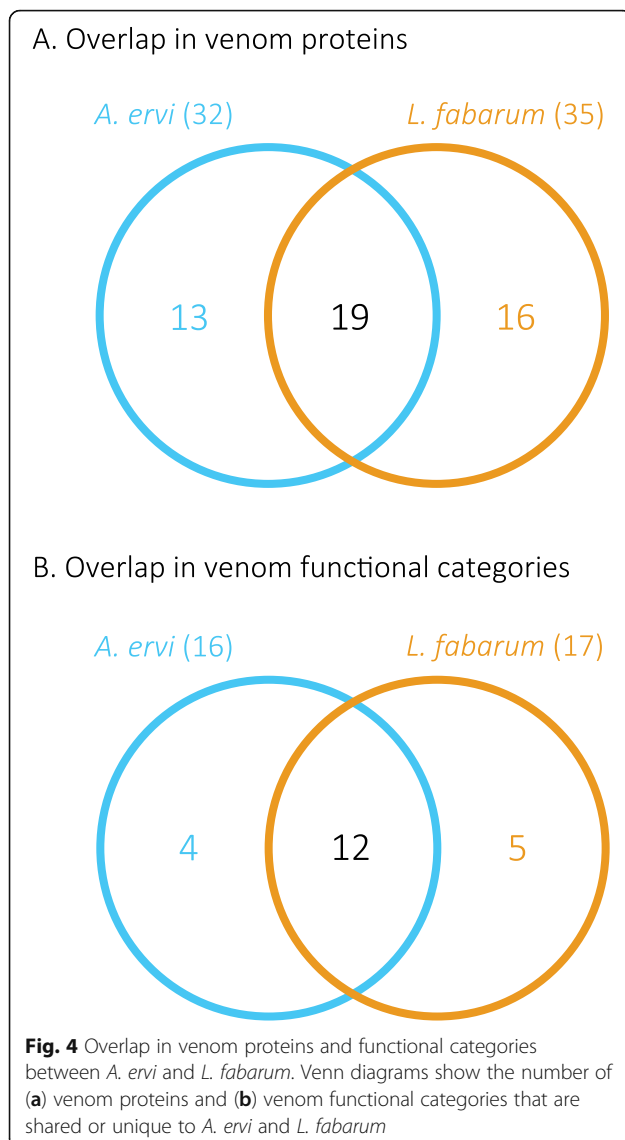 A. Overlap in venom proteins
A. ervi (32) L. fabarum (35)
13 19 16
B. Overlap in venom functional categories
A. ervi (16) L. fabarum (17)
4 12 5
Fig. 4 Overlap in venom proteins and functional categories
between A. ervi and L. fabarum. Venn diagrams show the number of
(a) venom proteins and (b) venom functional categories that are
shared or unique to A. ervi and L. fabarum